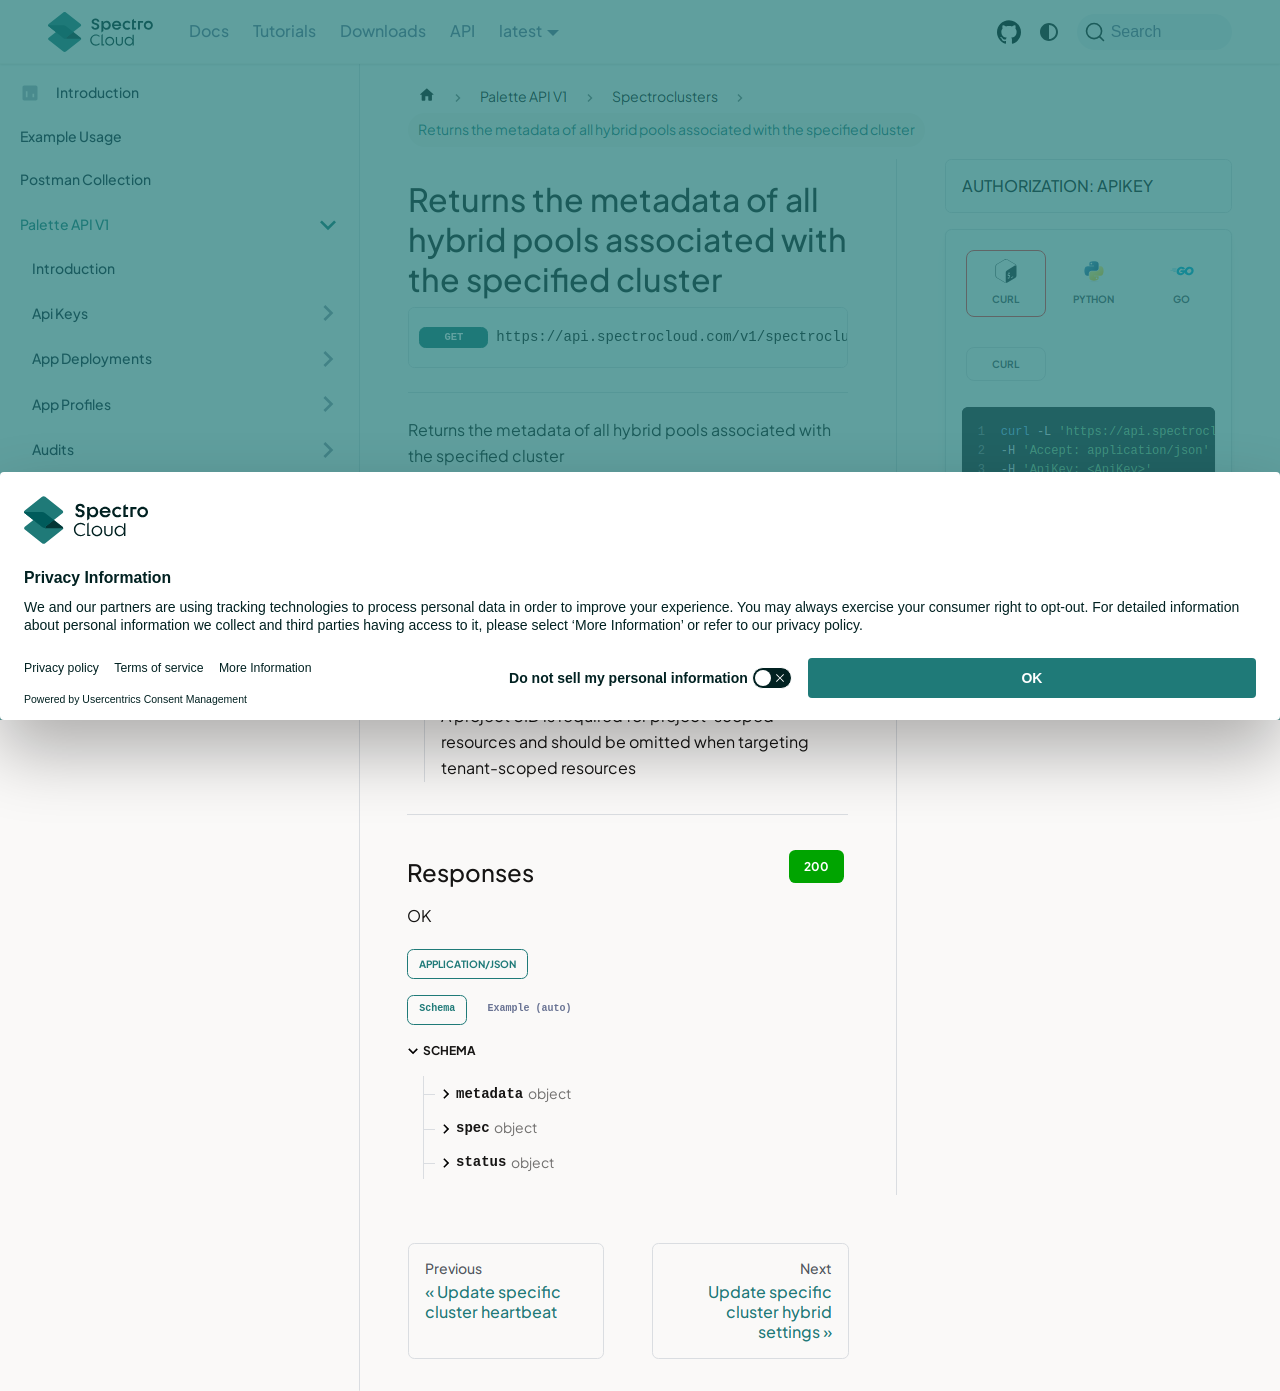 Spectro Cloud
Docs
Tutorials
Downloads
API
latest
Search
Introduction
Example Usage
Postman Collection
Palette API V1
Introduction
Api Keys
App Deployments
App Profiles
Audits
Palette API V1
Spectroclusters
Returns the metadata of all hybrid pools associated with the specified cluster
Returns the metadata of all
hybrid pools associated with
the specified cluster
GET https://api.spectrocloud.com/v1/spectroclu
Returns the metadata of all hybrid pools associated with
the specified cluster
AUTHORIZATION: APIKEY
CURL
PYTHON
GO
CURL
1 curl -L 'https://api.spectrocl
2 -H 'Accept: application/json'
3 -H 'ApiKey: <ApiKey>'
Spectro
Cloud
Privacy Information
We and our partners are using tracking technologies to process personal data in order to improve your experience. You may always exercise your consumer right to opt-out. For detailed information
about personal information we collect and third parties having access to it, please select ‘More Information’ or refer to our privacy policy.
Privacy policy
Terms of service
More Information
Powered by Usercentrics Consent Management
Do not sell my personal information
OK
A project UID is required for project-scoped
resources and should be omitted when targeting
tenant-scoped resources
Responses
200
OK
APPLICATION/JSON
Schema
Example (auto)
SCHEMA
metadata object
spec object
status object
Previous
« Update specific
cluster heartbeat
Next
Update specific
cluster hybrid
settings »